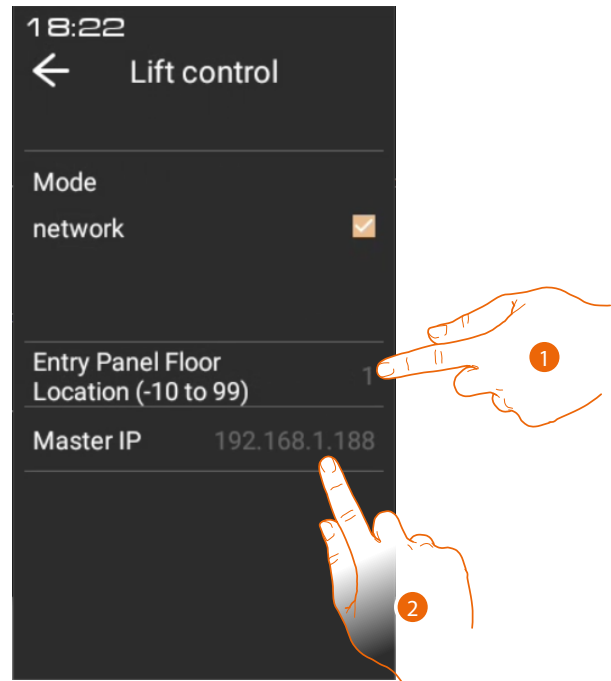 18:22
Lift control
Mode
network
Entry Panel Floor
Location (-10 to 99) 1
Master IP 192.168.1.188
1
2